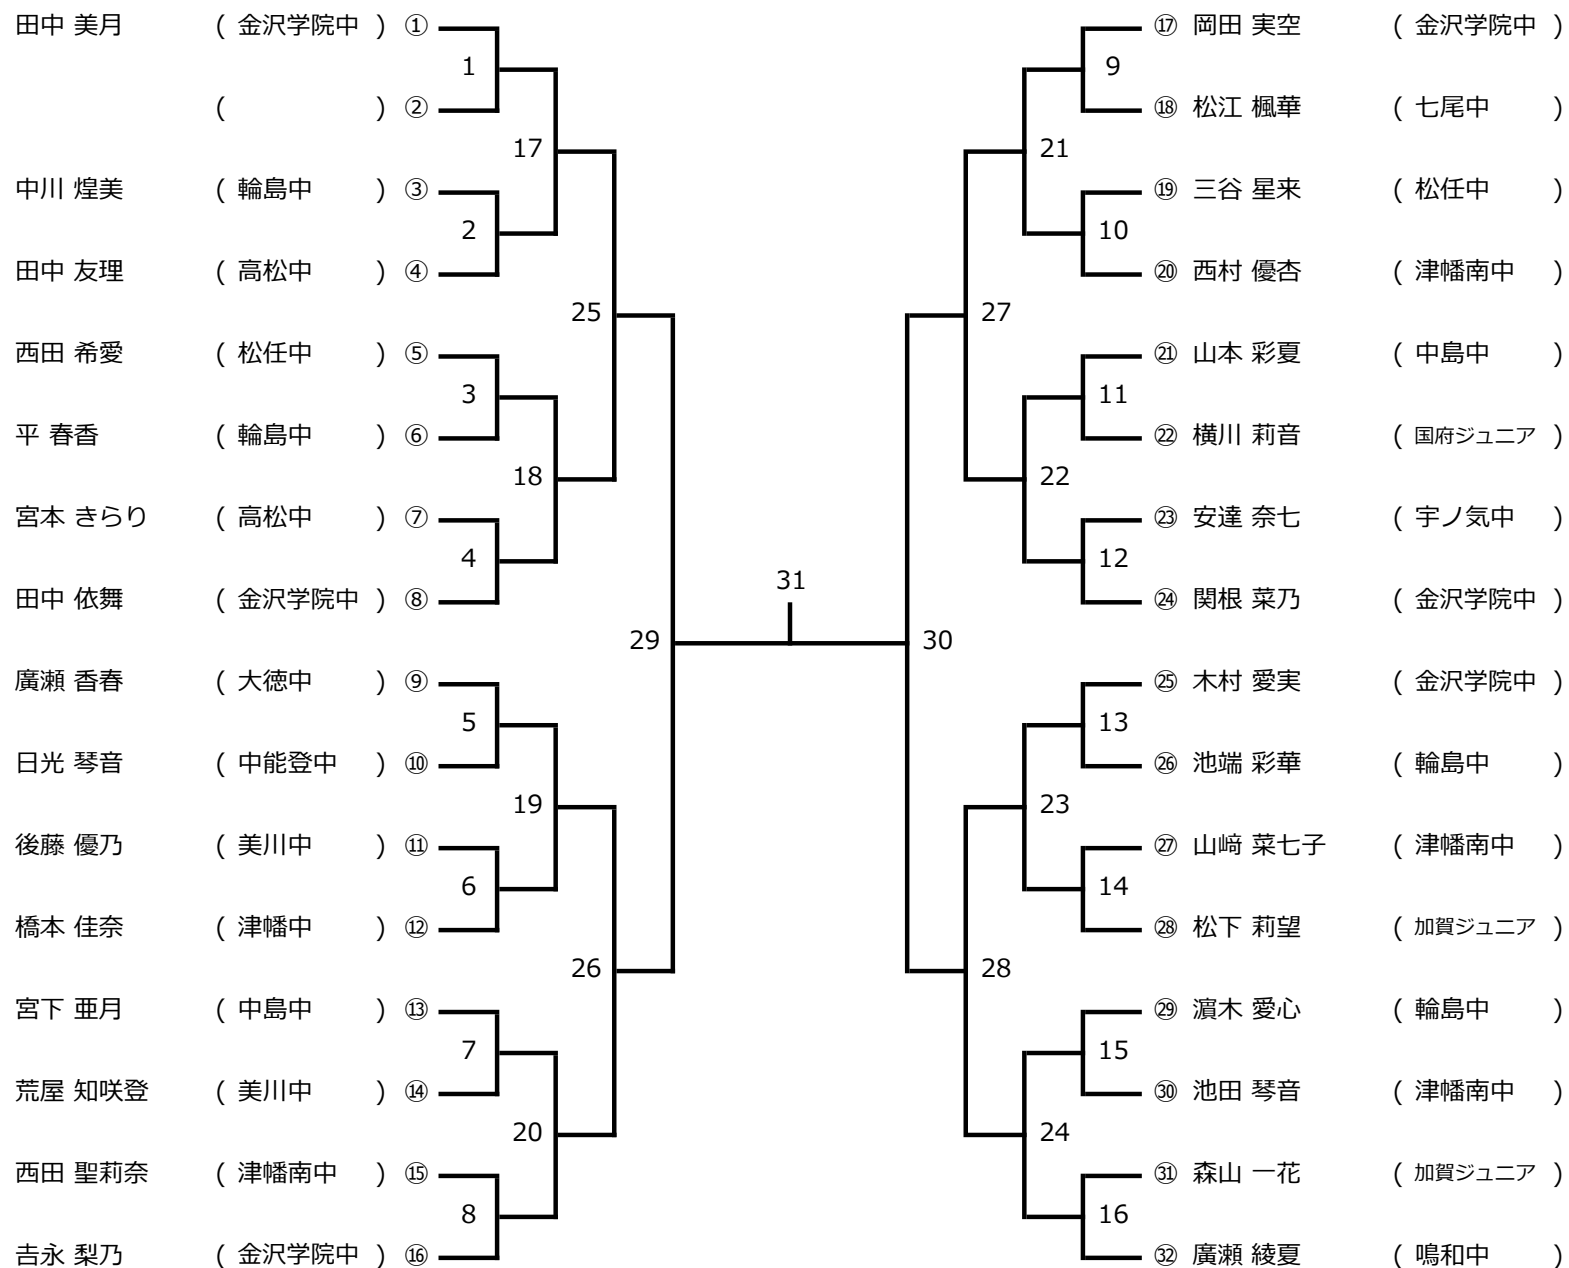 田中 美月 ( 金沢学院中 ) ①
1
( ) ②
17
中川 煌美 ( 輪島中 ) ③
2
田中 友理 ( 高松中 ) ④
25
西田 希愛 ( 松任中 ) ⑤
3
平 春香 ( 輪島中 ) ⑥
18
宮本 きらり ( 高松中 ) ⑦
4
田中 依舞 ( 金沢学院中 ) ⑧
29
廣瀬 香春 ( 大徳中 ) ⑨
5
日光 琴音 ( 中能登中 ) ⑩
19
後藤 優乃 ( 美川中 ) ⑪
6
橋本 佳奈 ( 津幡中 ) ⑫
26
宮下 亜月 ( 中島中 ) ⑬
7
荒屋 知咲登 ( 美川中 ) ⑭
20
西田 聖莉奈 ( 津幡南中 ) ⑮
8
𠮷永 梨乃 ( 金沢学院中 ) ⑯
31
⑰ 岡田 実空 ( 金沢学院中 )
9
⑱ 松江 楓華 ( 七尾中 )
21
⑲ 三谷 星来 ( 松任中 )
10
⑳ 西村 優杏 ( 津幡南中 )
27
㉑ 山本 彩夏 ( 中島中 )
11
㉒ 横川 莉音 ( 国府ジュニア )
22
㉓ 安達 奈七 ( 宇ノ気中 )
12
㉔ 関根 菜乃 ( 金沢学院中 )
30
㉕ 木村 愛実 ( 金沢学院中 )
13
㉖ 池端 彩華 ( 輪島中 )
23
㉗ 山﨑 菜七子 ( 津幡南中 )
14
㉘ 松下 莉望 ( 加賀ジュニア )
28
㉙ 濵木 愛心 ( 輪島中 )
15
㉚ 池田 琴音 ( 津幡南中 )
24
㉛ 森山 一花 ( 加賀ジュニア )
16
㉜ 廣瀬 綾夏 ( 鳴和中 )